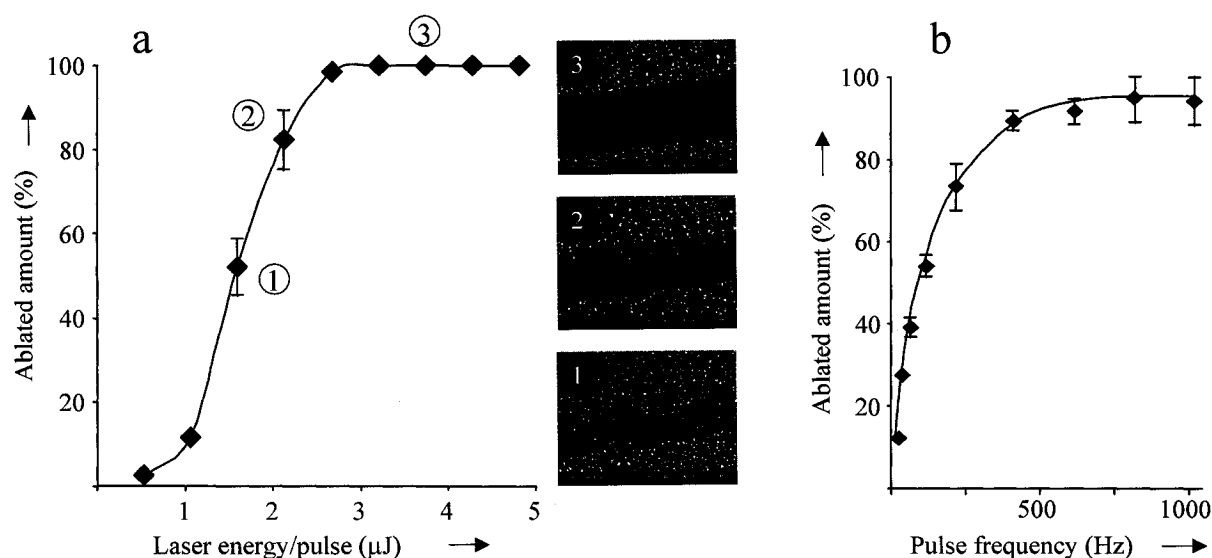 a
③
②
①
100
80
60
40
20
1 2 3 4 5
Ablated amount (%)
Laser energy/pulse (µJ)
3
2
1
b
100
80
60
40
20
500 1000
Ablated amount (%)
Pulse frequency (Hz)